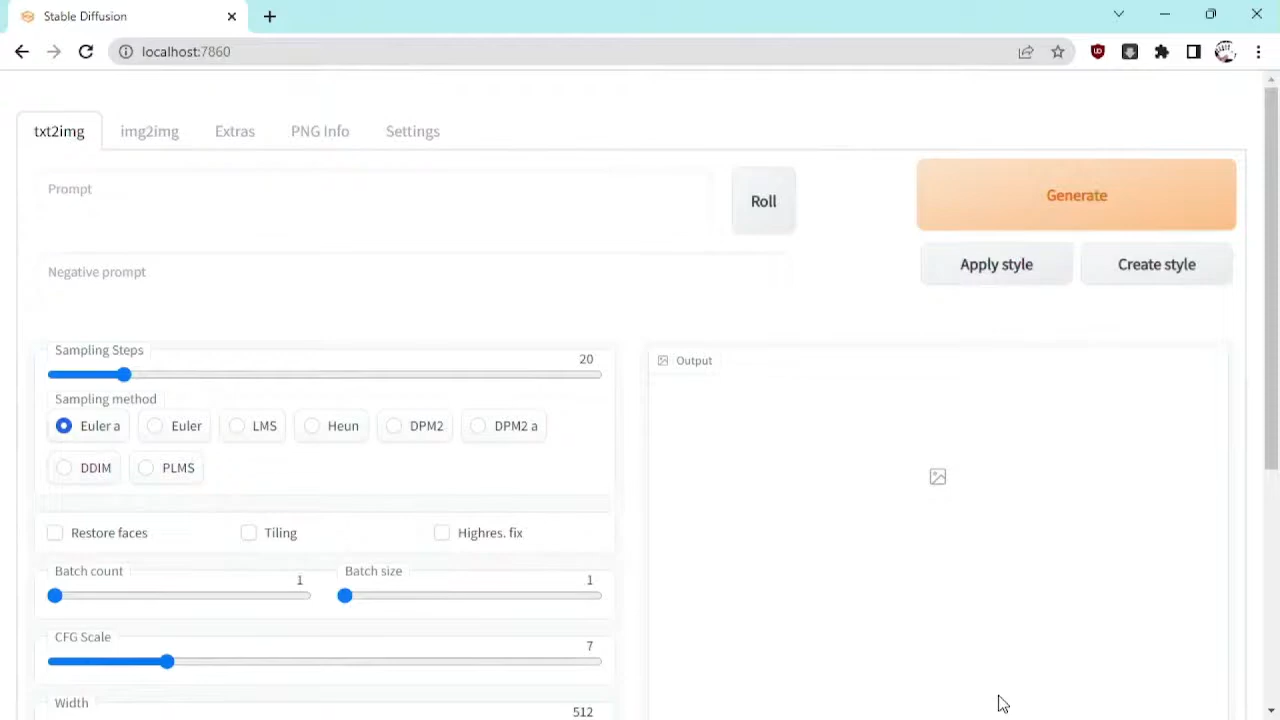 Stable Diffusion
localhost:7860
txt2img img2img Extras PNG Info Settings
Prompt
Roll
Generate
Negative prompt
Apply style Create style
Sampling Steps
20
Output
Sampling method
Euler a Euler LMS Heun DPM2 DPM2 a
DDIM PLMS
Restore faces Tiling Highres. fix
Batch count 1 Batch size 1
CFG Scale 7
Width 512